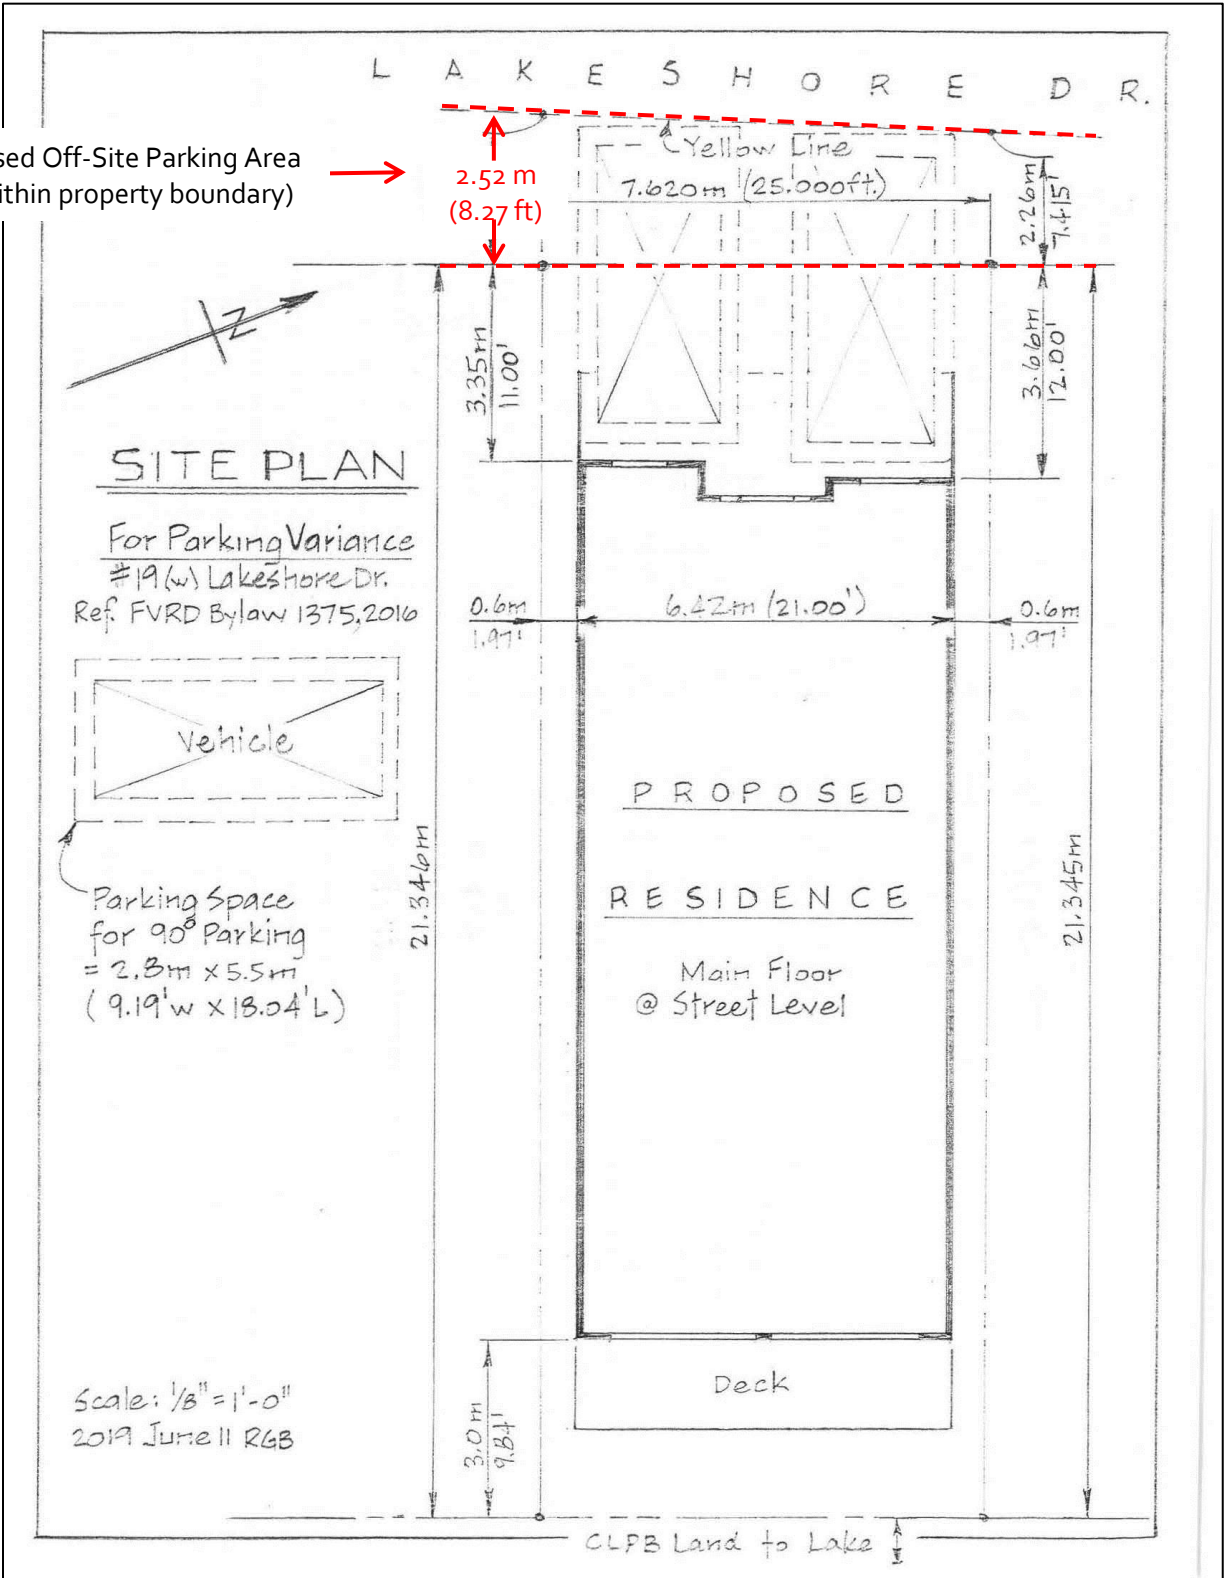 LAKESHORE DR.
sed Off-Site Parking Area
ithin property boundary)
2.52 m
(8.27 ft)
Yellow Line
7.620m (25.000ft.)
2.26m
7.415'
N
3.35m
11.00'
3.66m
12.00'
SITE PLAN
For Parking Variance
#19(w) Lakeshore Dr.
Ref. FVRD Bylaw 1375,2016
0.6m
1.97'
6.42m (21.00')
0.6m
1.97'
Vehicle
PROPOSED
RESIDENCE
Main Floor
@ Street Level
21.346m
21.345m
Parking Space
for 90° Parking
= 2.8m x 5.5m
(9.19'w x 18.04'L)
Deck
Scale: 1/8" = 1'-0"
2019 June 11 RGB
3.0m
9.84'
CLPB Land to Lake